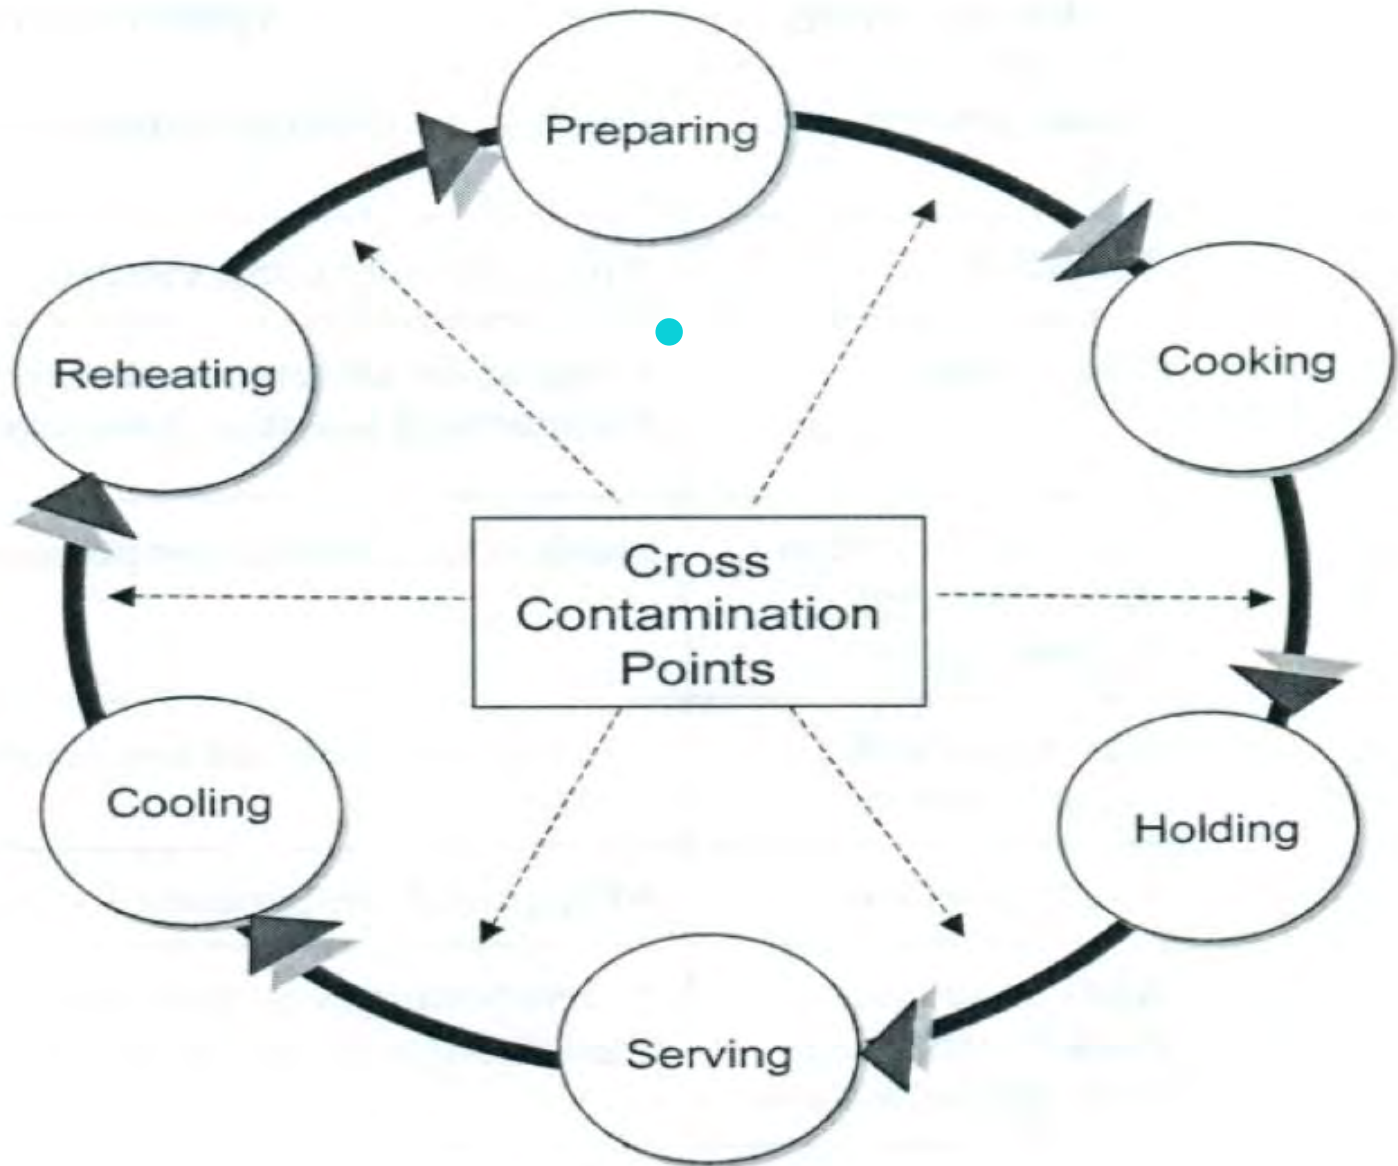 Preparing
Cooking
Reheating
Cross
Contamination
Points
Cooling
Holding
Serving